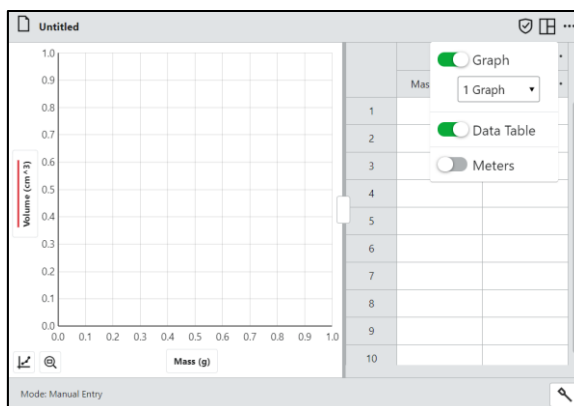 Untitled
1.0
0.9
0.8
0.7
0.6
0.5
0.4
0.3
0.2
0.1
0.0
Volume (cm^3)
0.0 0.1 0.2 0.3 0.4 0.5 0.6 0.7 0.8 0.9 1.0
Mass (g)
Graph
1 Graph
Data Table
Meters
Mas
1
2
3
4
5
6
7
8
9
10
Mode: Manual Entry